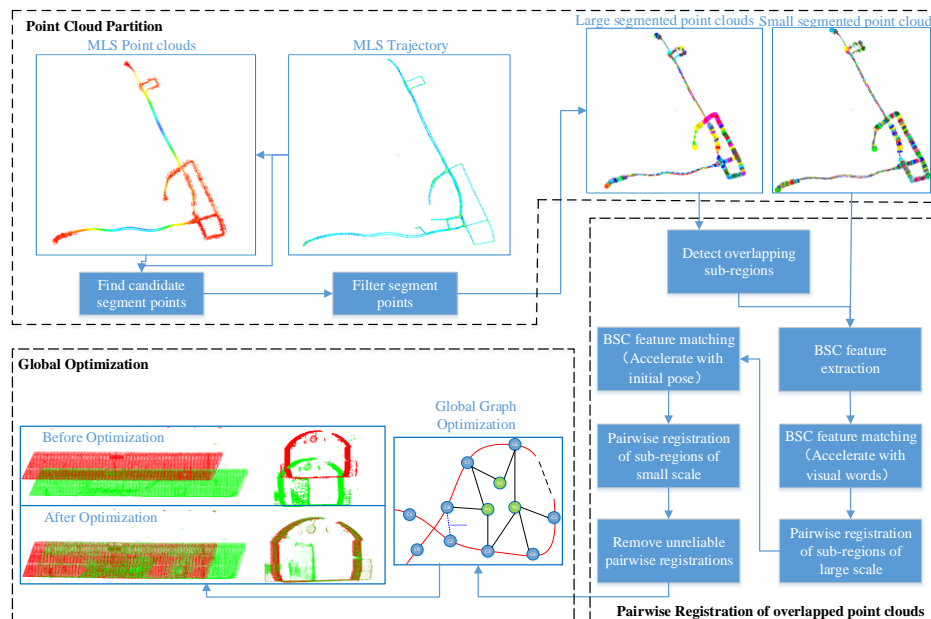 Point Cloud Partition
MLS Point clouds
MLS Trajectory
Large segmented point clouds
Small segmented point cloud
Find candidate
segment points
Filter segment
points
Detect overlapping
sub-regions
BSC feature matching
（Accelerate with
initial pose）
BSC feature
extraction
Pairwise registration
of sub-regions of
small scale
BSC feature matching
（Accelerate with
visual words）
Remove unreliable
pairwise registrations
Pairwise registration
of sub-regions of
large scale
Pairwise Registration of overlapped point clouds
Global Optimization
Global Graph
Optimization
Before Optimization
After Optimization